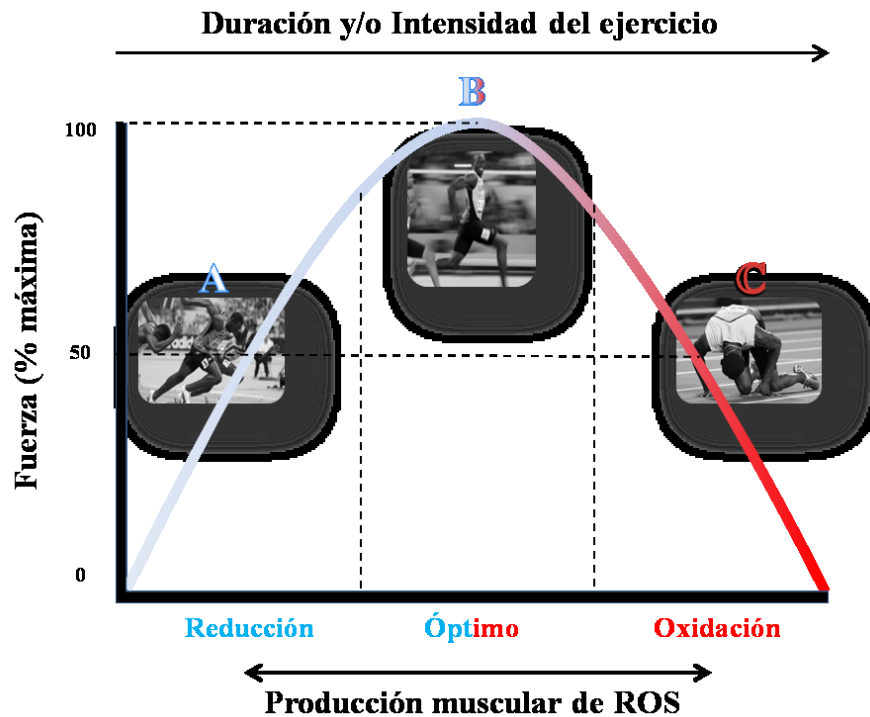 Duración y/o Intensidad del ejercicio
B
100
A
C
50
Fuerza (% máxima)
0
Reducción
Óptimo
Oxidación
Producción muscular de ROS